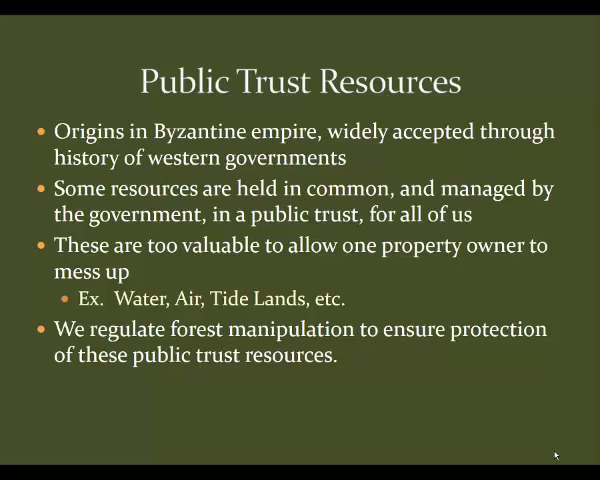 Public Trust Resources
• Origins in Byzantine empire, widely accepted through
history of western governments
• Some resources are held in common, and managed by
the government, in a public trust, for all of us
• These are too valuable to allow one property owner to
mess up
• Ex. Water, Air, Tide Lands, etc.
• We regulate forest manipulation to ensure protection
of these public trust resources.